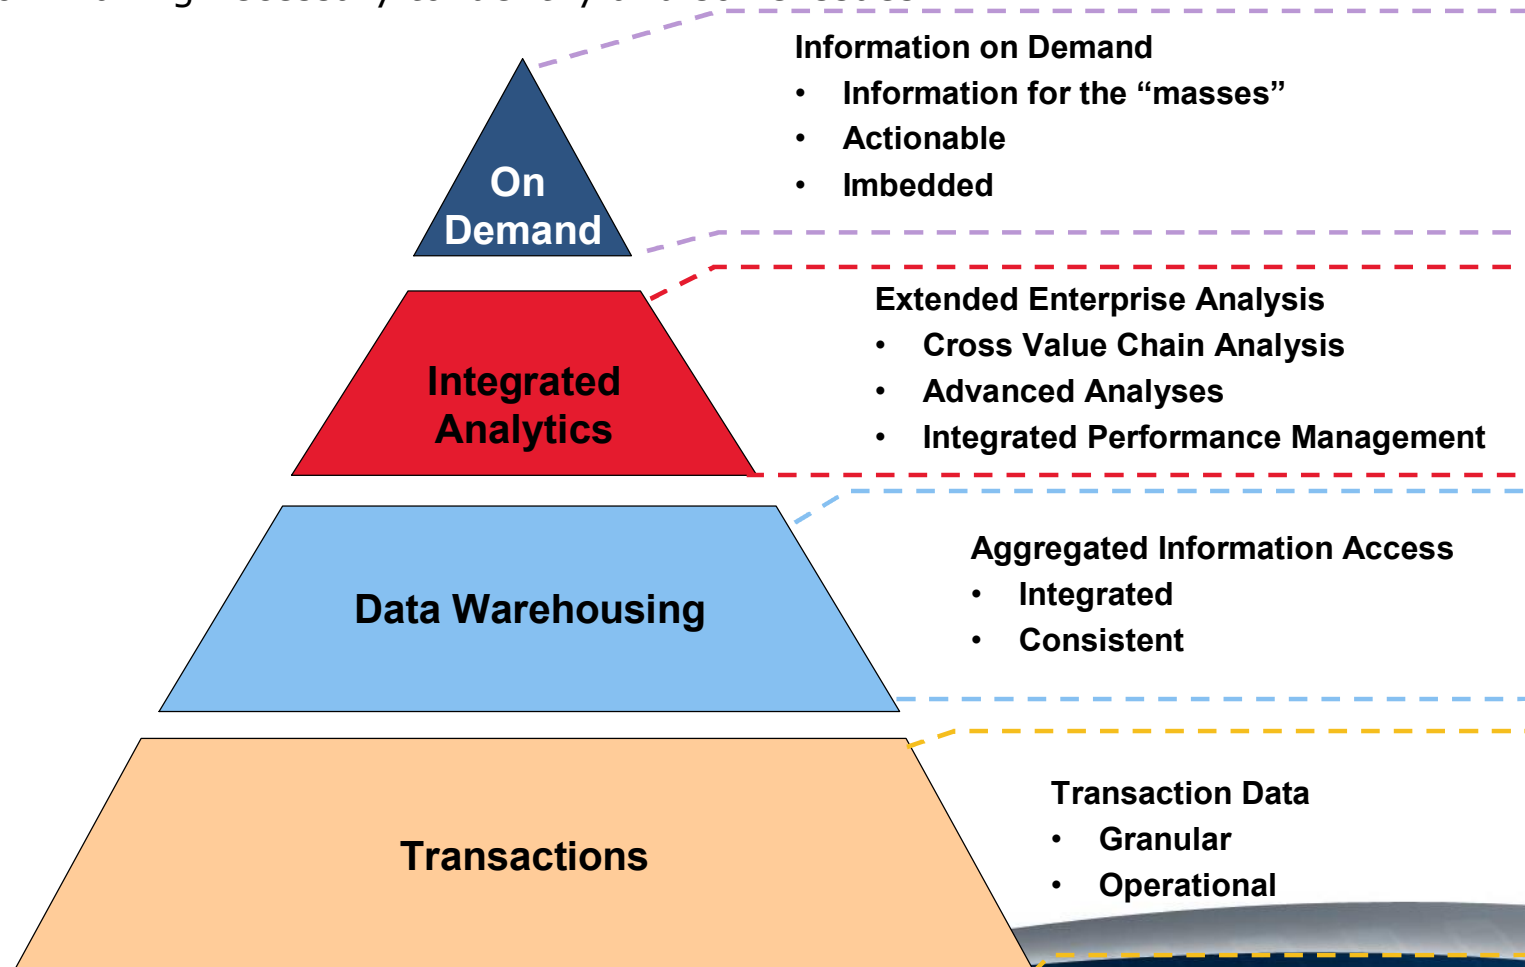 On
Demand
Integrated
Analytics
Data Warehousing
Transactions
Information on Demand
• Information for the “masses”
• Actionable
• Imbedded
Extended Enterprise Analysis
• Cross Value Chain Analysis
• Advanced Analyses
• Integrated Performance Management
Aggregated Information Access
• Integrated
• Consistent
Transaction Data
• Granular
• Operational